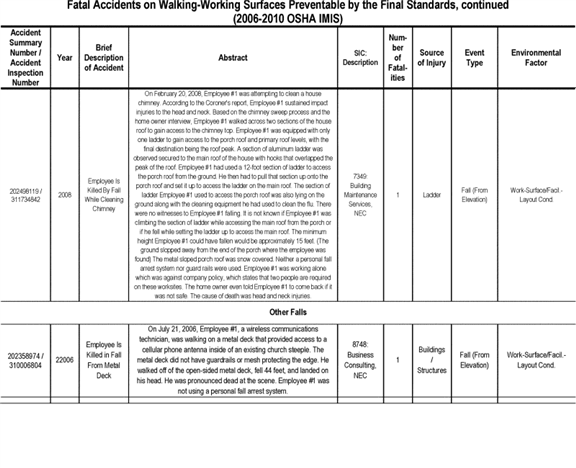 Fatal Accidents on Walking-Working Surfaces Preventable by the Final Standards, continued
(2006-2010 OSHA IMIS)
Accident
Summary
Number /
Accident
Inspection
Number
Year
Brief
Description
of Accident
Abstract
SIC:
Description
Num-
ber
of
Fatal-
ities
Source
of Injury
Event
Type
Environmental
Factor
202498119 /
311734842
2008
Employee Is
Killed By Fall
While Cleaning
Chimney
On February 20, 2008, Employee #1 was attempting to clean a house
chimney. According to the Coroner's report, Employee #1 sustained impact
injuries to the head and neck. Based on the chimney sweep process and the
home owner interview, Employee #1 walked across two sections of the house
roof to gain access to the chimney top. Employee #1 was equipped with only
one ladder to gain access to the porch roof and primary roof levels, with the
final destination being the roof peak. A section of aluminum ladder was
observed secured to the main roof of the house with hooks that overlapped the
peak of the roof. Employee #1 had used a 12-foot section of ladder to access
the porch roof from the ground. He then had to pull that section up onto the
porch roof and set it up to access the ladder on the main roof. The section of
ladder Employee #1 used to access the porch roof was also lying on the
ground along with the cleaning equipment he had used to clean the flu. There
were no witnesses to Employee #1 falling. It is not known if Employee #1 was
climbing the section of ladder while accessing the main roof from the porch or
if he fell while setting the ladder up to access the main roof. The minimum
height Employee #1 could have fallen would be approximately 15 feet. (The
ground slopped away from the end of the porch where the employee was
found) The metal sloped porch roof was snow covered. Neither a personal fall
arrest system nor guard rails were used. Employee #1 was working alone
which was against company policy, which states that two people are required
on these worksites. The home owner even told Employee #1 to come back if it
was not safe. The cause of death was head and neck injuries.
7349:
Building
Maintenance
Services,
NEC
1
Ladder
Fall (From
Elevation)
Work-Surface/Facil.-
Layout Cond.
Other Falls
202358974 /
310006804
22006
Employee Is
Killed in Fall
From Metal
Deck
On July 21, 2006, Employee #1, a wireless communications
technician, was walking on a metal deck that provided access to a
cellular phone antenna inside of an existing church steeple. The
metal deck did not have guardrails or mesh protecting the edge. He
walked off of the open-sided metal deck, fell 44 feet, and landed on
his head. He was pronounced dead at the scene. Employee #1 was
not using a personal fall arrest system.
8748:
Business
Consulting,
NEC
1
Buildings
/
Structures
Fall (From
Elevation)
Work-Surface/Facil.-
Layout Cond.